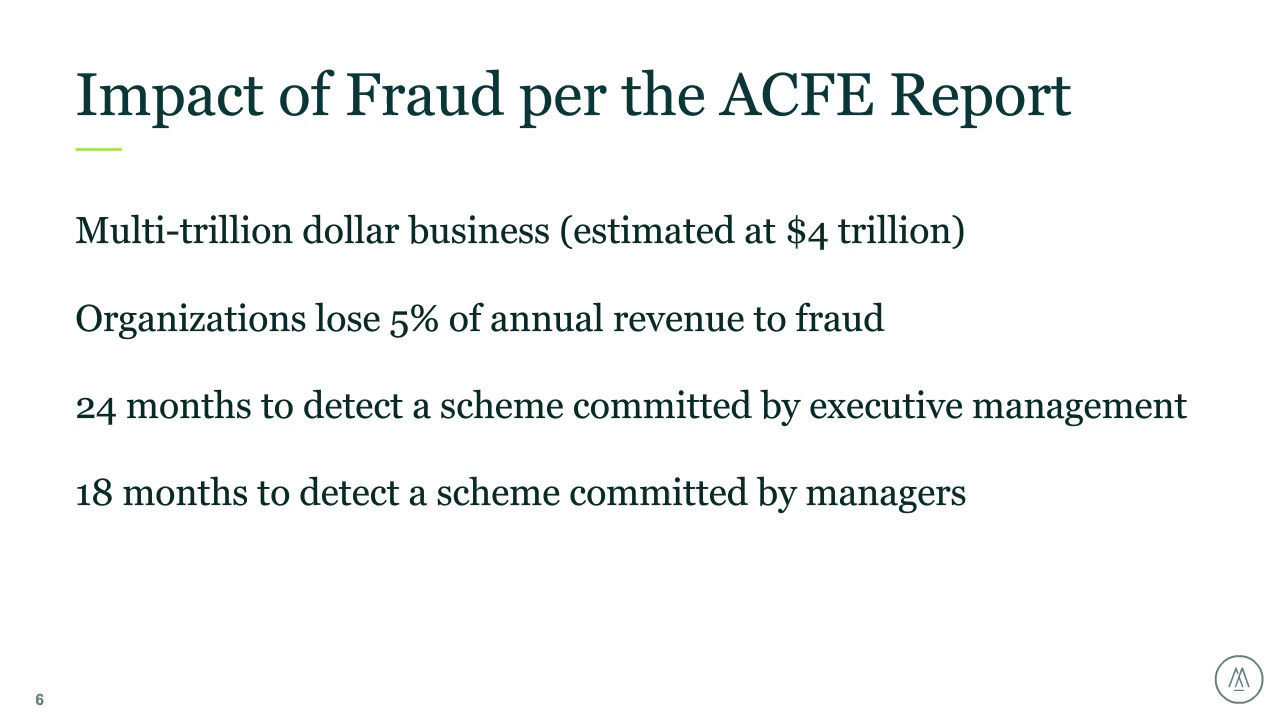 Impact of Fraud per the ACFE Report
Multi-trillion dollar business (estimated at $4 trillion)
Organizations lose 5% of annual revenue to fraud
24 months to detect a scheme committed by executive management
18 months to detect a scheme committed by managers
6